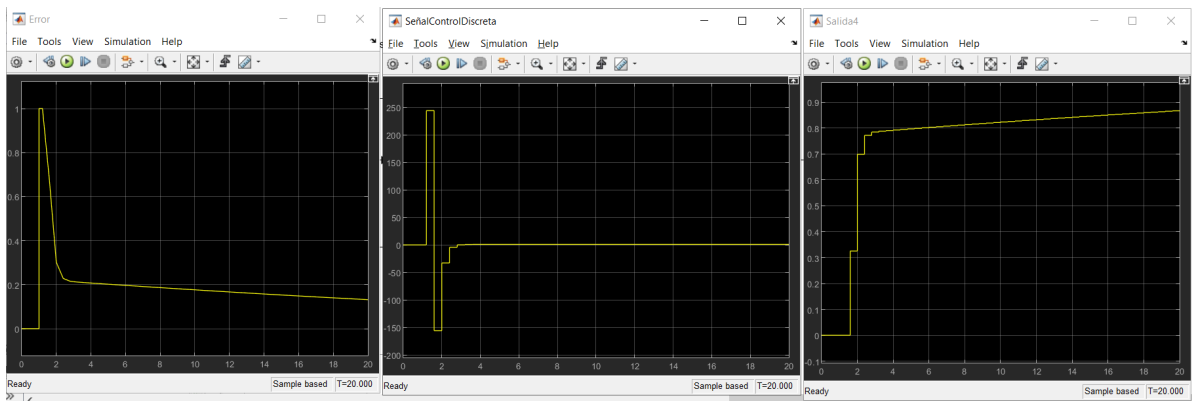 Error
File Tools View Simulation Help
1
0.8
0.6
0.4
0.2
0
0 2 4 6 8 10 12 14 16 18 20
Ready Sample based T=20.000
SeñalControlDiscreta
File Tools View Simulation Help
250
200
150
100
50
0
-50
-100
-150
-200
0 2 4 6 8 10 12 14 16 18 20
Ready Sample based T=20.000
Salida4
File Tools View Simulation Help
0.9
0.8
0.7
0.6
0.5
0.4
0.3
0.2
0.1
0
-0.1
0 2 4 6 8 10 12 14 16 18 20
Ready Sample based T=20.000